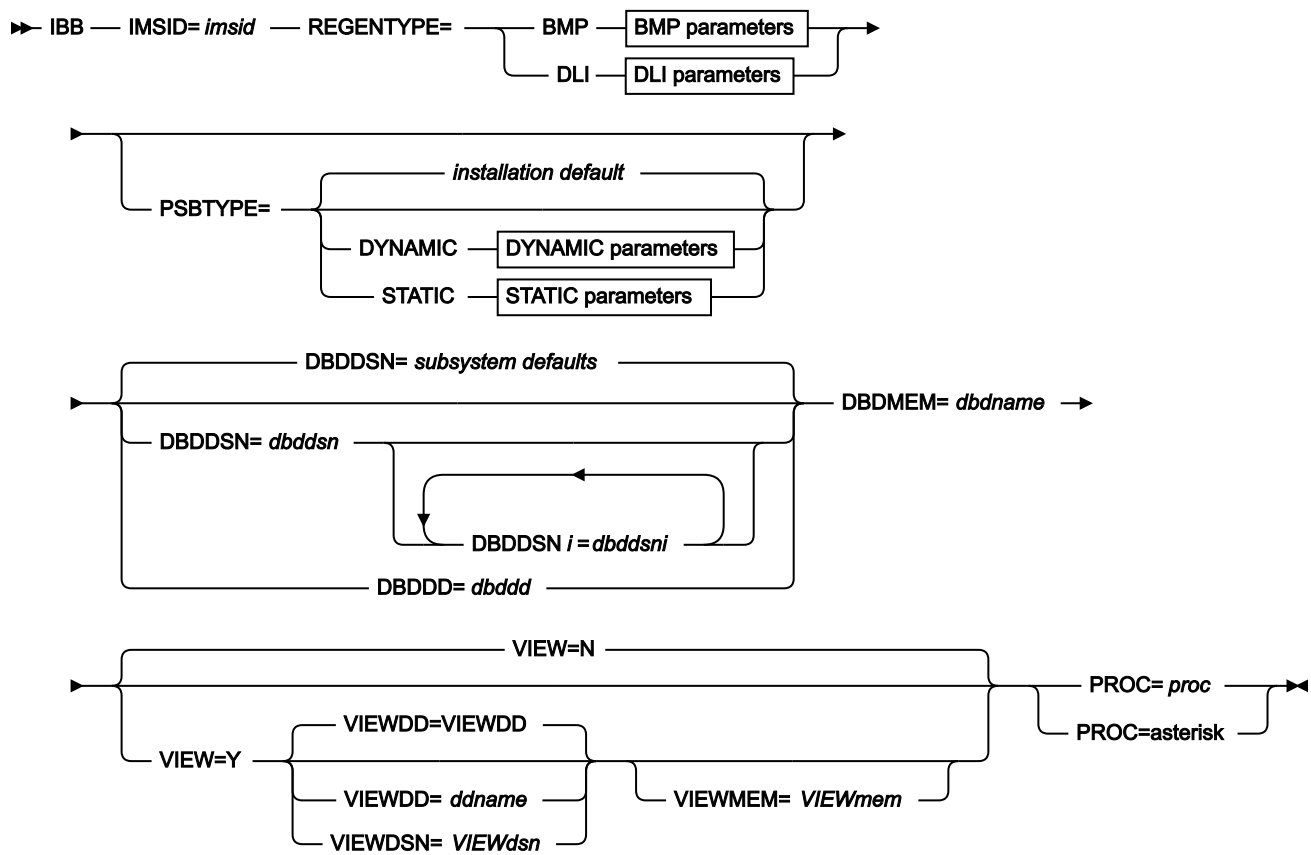 IBB IMSID= imsid REGENTYPE= BMP BMP parameters
DLI DLI parameters
installation default
PSBTYPE=
DYNAMIC DYNAMIC parameters
STATIC STATIC parameters
DBDDSN= subsystem defaults
DBDMEM= dbdname
DBDDSN= dbddsn
DBDDSN i =dbddsni
DBDDD= dbddd
VIEW=N
PROC= proc
VIEWDD=VIEWDD
PROC=asterisk
VIEW=Y
VIEWDD= ddname
VIEWMEM= VIEWmem
VIEWDSN= VIEWdsn